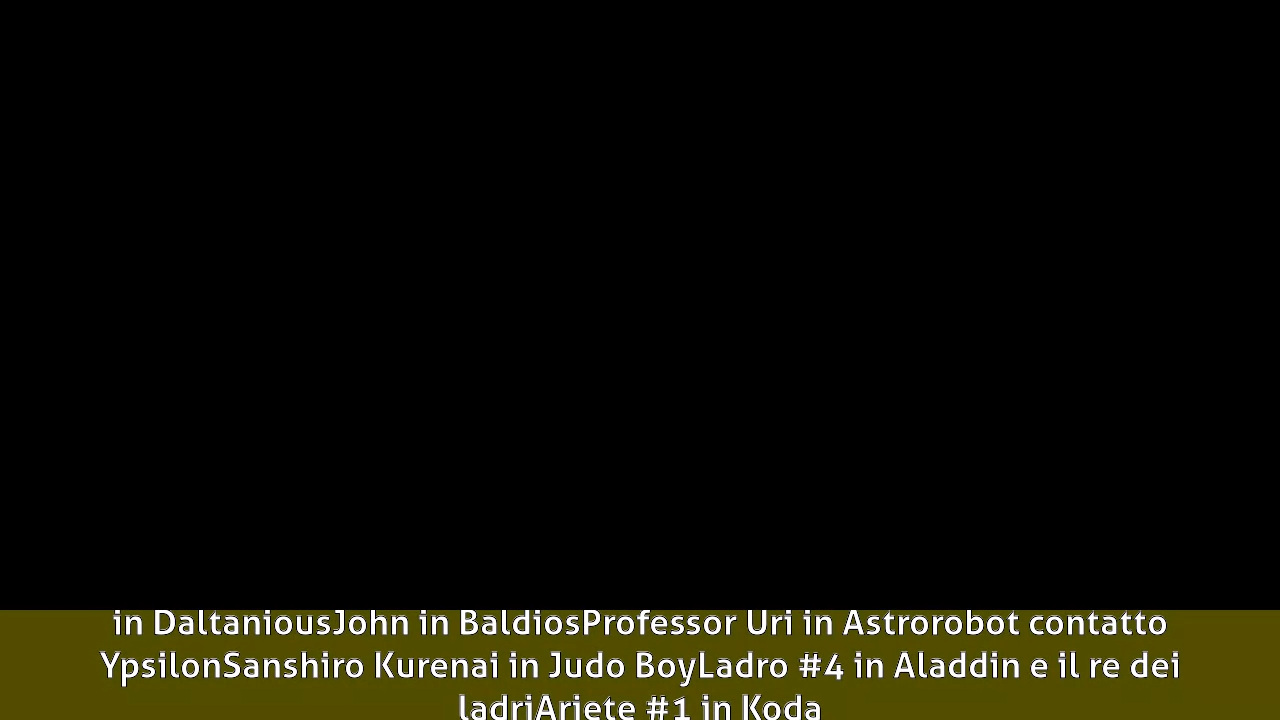 in DaltaniousJohn in BaldiosProfessor Uri in Astrorobot contatto
YpsilonSanshiro Kurenai in Judo BoyLadro #4 in Aladdin e il re dei
ladriAriete #1 in Koda